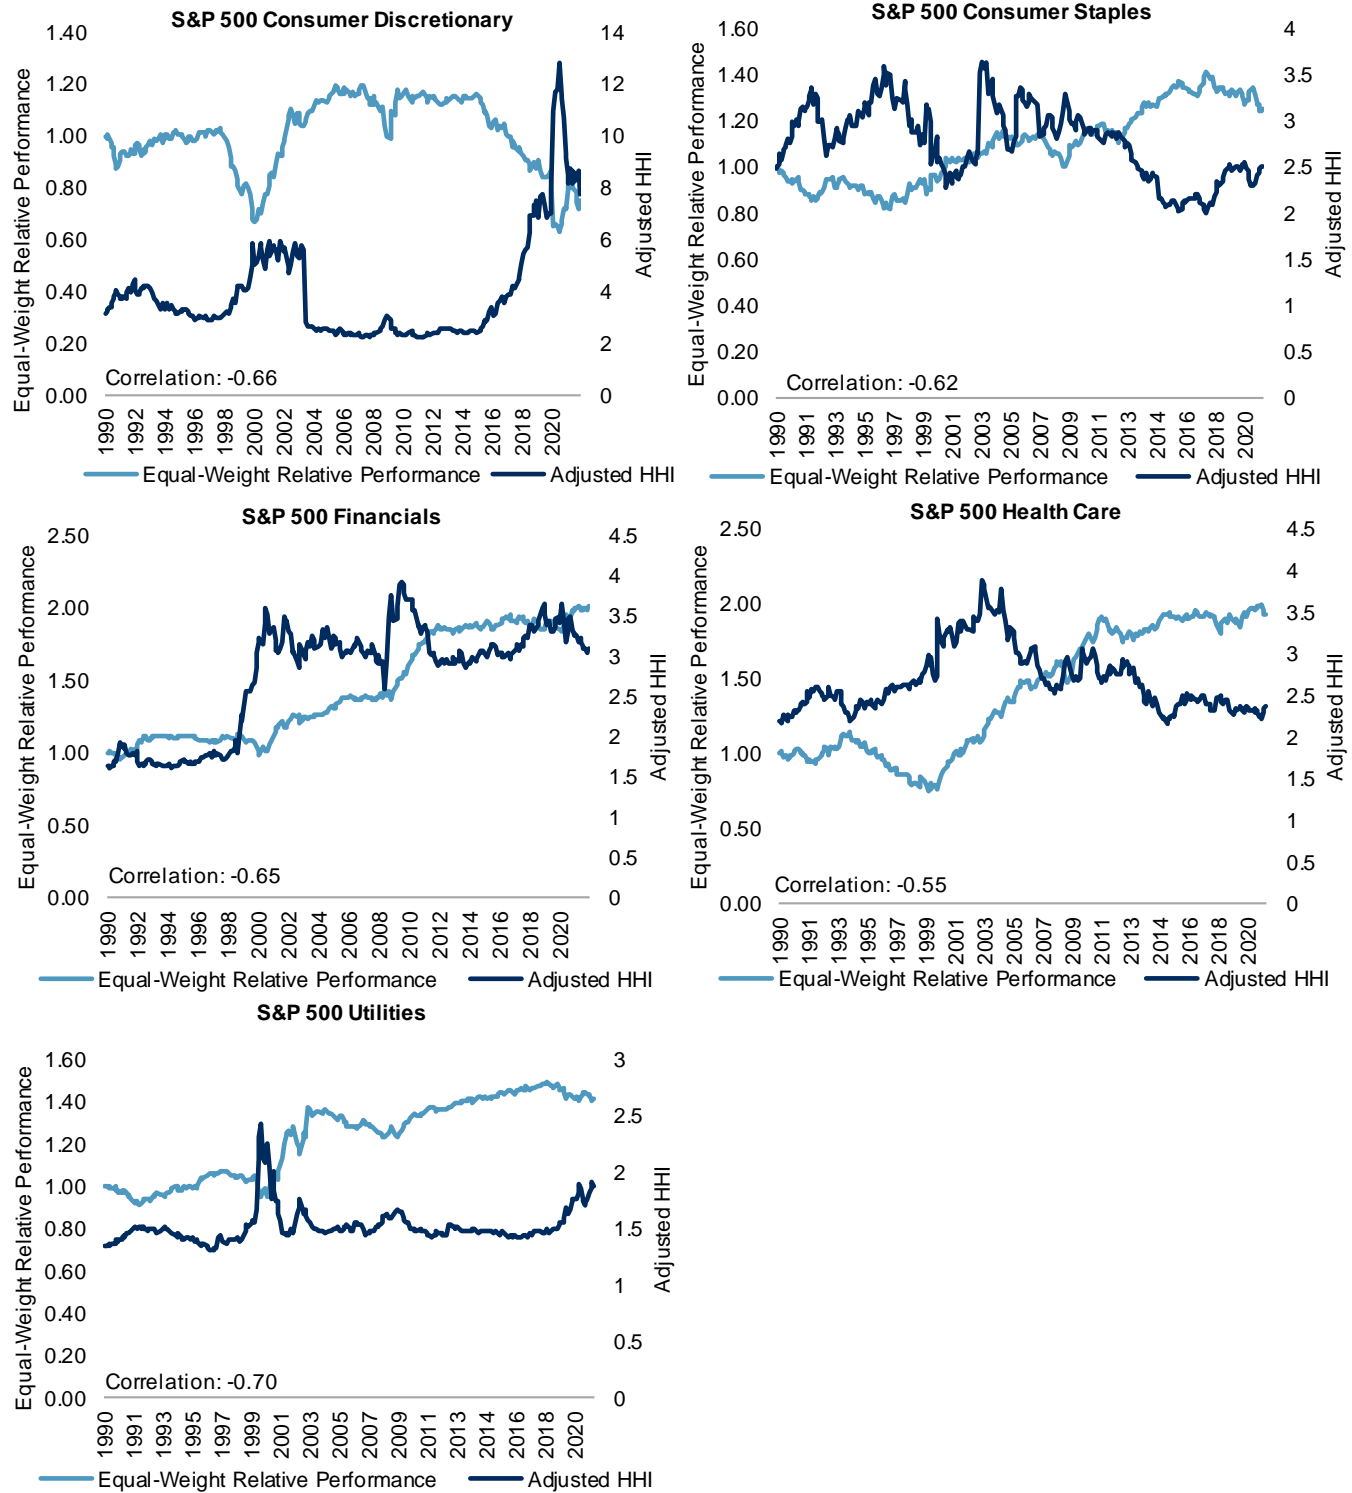 S&P 500 Consumer Discretionary
Equal-Weight Relative Performance
1.40
1.20
1.00
0.80
0.60
0.40
0.20
0.00
14
12
10
8
6
4
2
0
Adjusted HHI
Correlation: -0.66
1990 1992 1994 1996 1998 2000 2002 2004 2006 2008 2010 2012 2014 2016 2018 2020
Equal-Weight Relative Performance Adjusted HHI
S&P 500 Consumer Staples
Equal-Weight Relative Performance
1.60
1.40
1.20
1.00
0.80
0.60
0.40
0.20
0.00
4
3.5
3
2.5
2
1.5
1
0.5
0
Adjusted HHI
Correlation: -0.62
1990 1991 1993 1995 1997 1999 2001 2003 2005 2007 2009 2011 2013 2014 2016 2018 2020
Equal-Weight Relative Performance Adjusted HHI
S&P 500 Financials
Equal-Weight Relative Performance
2.50
2.00
1.50
1.00
0.50
0.00
4.5
4
3.5
3
2.5
2
1.5
1
0.5
0
Adjusted HHI
Correlation: -0.65
1990 1992 1994 1996 1998 2000 2002 2004 2006 2008 2010 2012 2014 2016 2018 2020
Equal-Weight Relative Performance Adjusted HHI
S&P 500 Health Care
Equal-Weight Relative Performance
2.50
2.00
1.50
1.00
0.50
0.00
4.5
4
3.5
3
2.5
2
1.5
1
0.5
0
Adjusted HHI
Correlation: -0.55
1990 1991 1993 1995 1997 1999 2001 2003 2005 2007 2009 2011 2013 2014 2016 2018 2020
Equal-Weight Relative Performance Adjusted HHI
S&P 500 Utilities
Equal-Weight Relative Performance
1.60
1.40
1.20
1.00
0.80
0.60
0.40
0.20
0.00
3
2.5
2
1.5
1
0.5
0
Adjusted HHI
Correlation: -0.70
1990 1991 1993 1995 1997 1999 2001 2003 2005 2007 2009 2011 2013 2014 2016 2018 2020
Equal-Weight Relative Performance Adjusted HHI